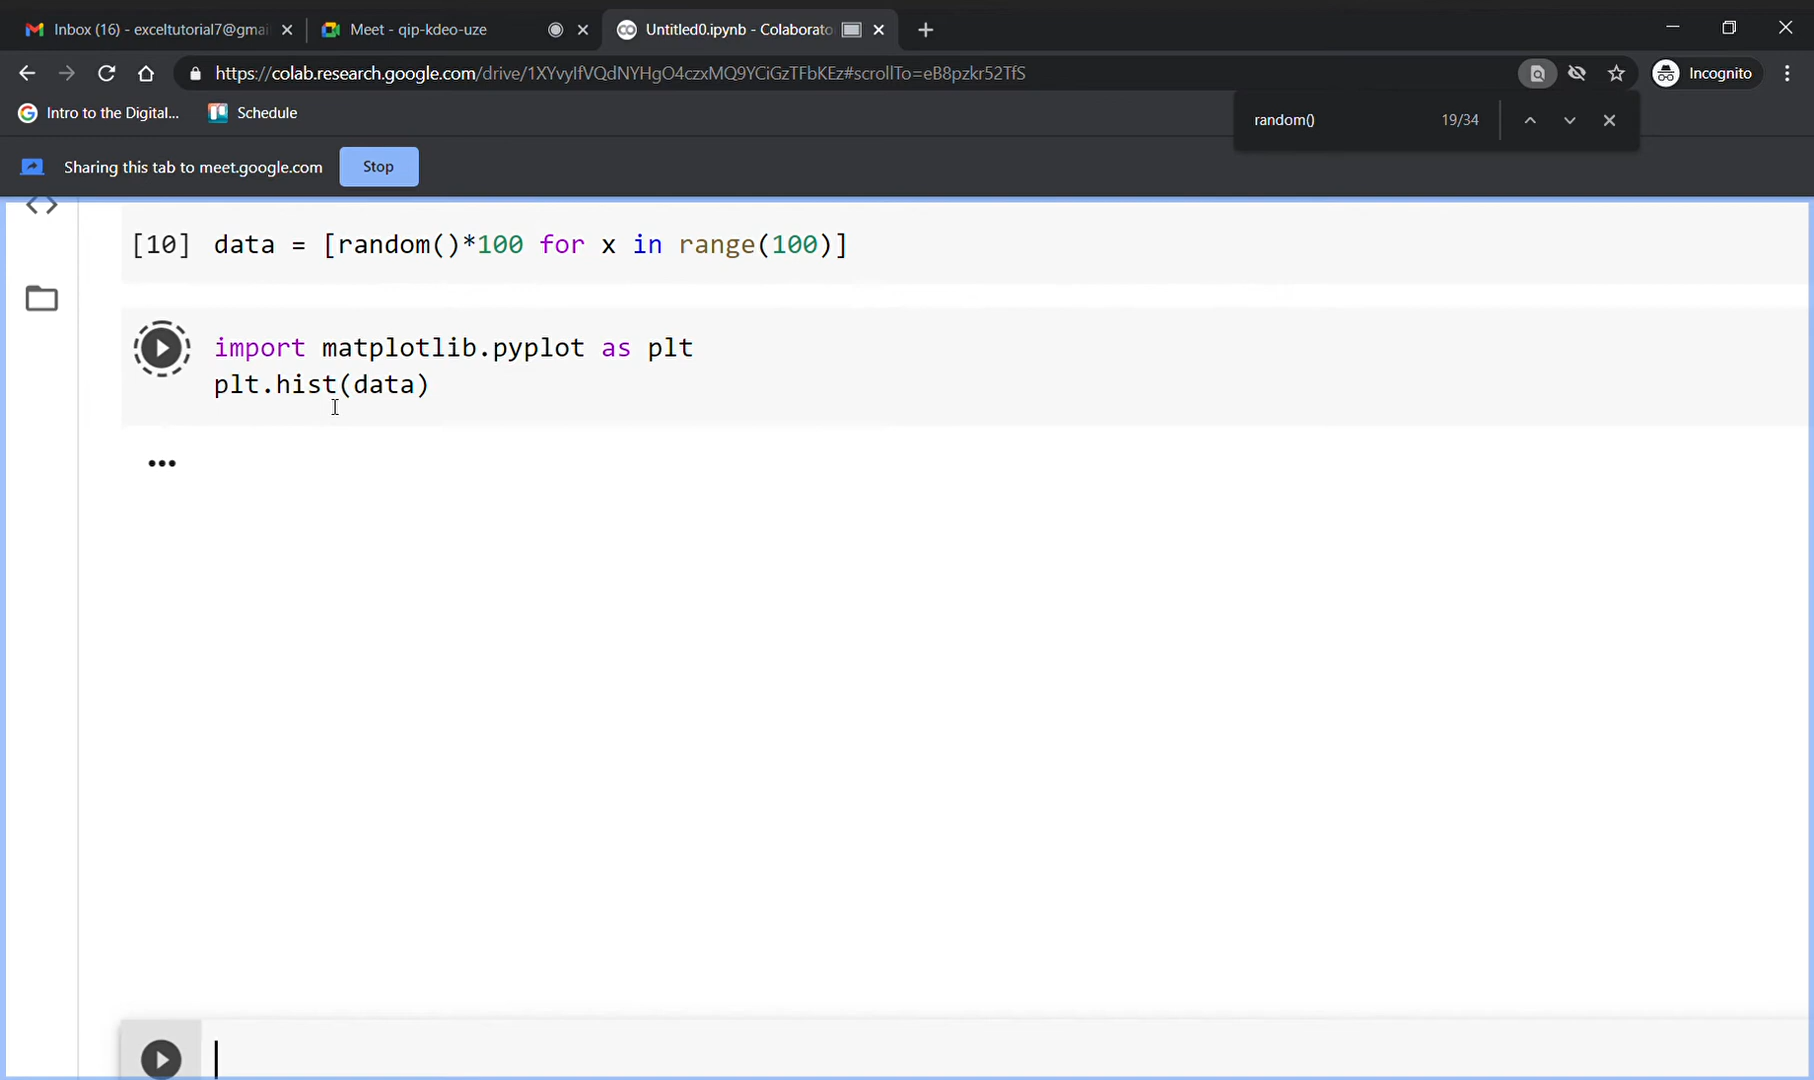 Inbox (16) - exceltutorial7@gmai
Meet - qip-kdeo-uze
Untitled0.ipynb - Colaborato
https://colab.research.google.com/drive/1XYvyIfVQdNYHgO4czxMQ9YCiGzTFbKEz#scrollTo=eB8pzkr52TfS
Incognito
Intro to the Digital...
Schedule
random()
19/34
Sharing this tab to meet.google.com
Stop
[10] data = [random()*100 for x in range(100)]
import matplotlib.pyplot as plt
plt.hist(data)